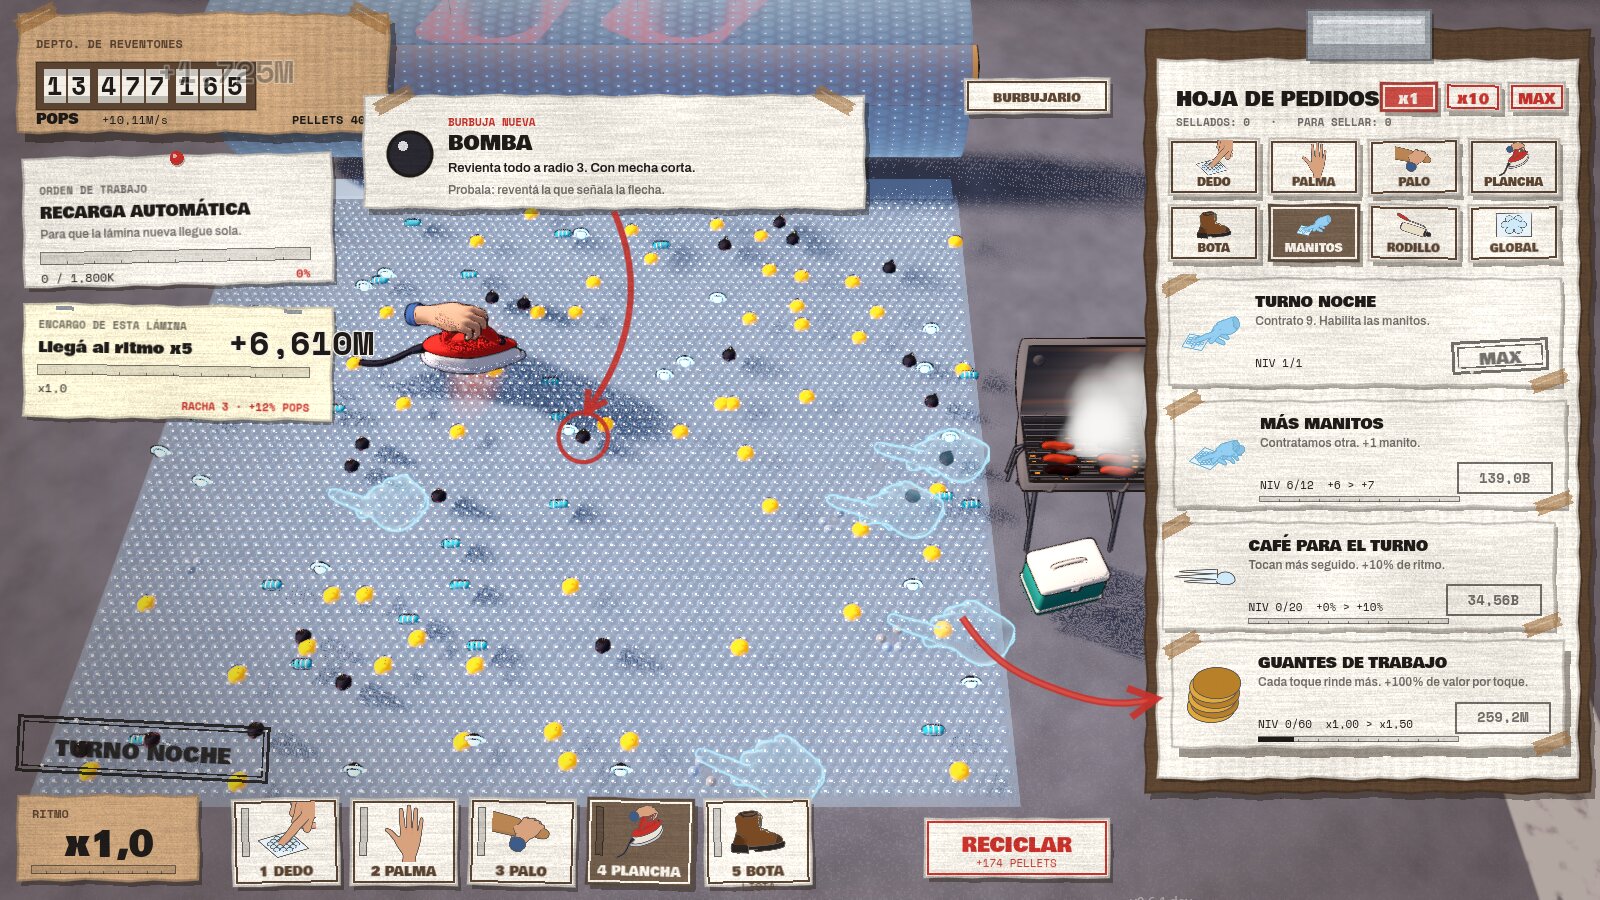 DEPTO. DE REVENTONES
13 477 165
POPS +10,11M/s PELLETS 40
BURBUJA NUEVA
BOMBA
Revienta todo a radio 3. Con mecha corta.
Probala: reventá la que señala la flecha.
BURBUJARIO
ORDEN DE TRABAJO
RECARGA AUTOMÁTICA
Para que la lámina nueva llegue sola.
0 / 1.800K 0%
ENCARGO DE ESTA LÁMINA
Llegá al ritmo x5
+6,610M
x1,0
RACHA 3 · +12% POPS
TURNO NOCHE
RITMO
x1,0
1 DEDO
2 PALMA
3 PALO
4 PLANCHA
5 BOTA
RECICLAR
+174 PELLETS
HOJA DE PEDIDOS x1 x10 MAX
SELLADOS: 0 · PARA SELLAR: 0
DEDO PALMA PALO PLANCHA
BOTA MANITOS RODILLO GLOBAL
TURNO NOCHE
Contrato 9. Habilita las manitos.
NIV 1/1
MAX
MÁS MANITOS
Contratamos otra. +1 manito.
NIV 6/12 +6 > +7
139,0B
CAFÉ PARA EL TURNO
Tocan más seguido. +10% de ritmo.
NIV 0/20 +0% > +10%
34,56B
GUANTES DE TRABAJO
Cada toque rinde más. +100% de valor por toque.
NIV 0/60 x1,00 > x1,50
259,2M